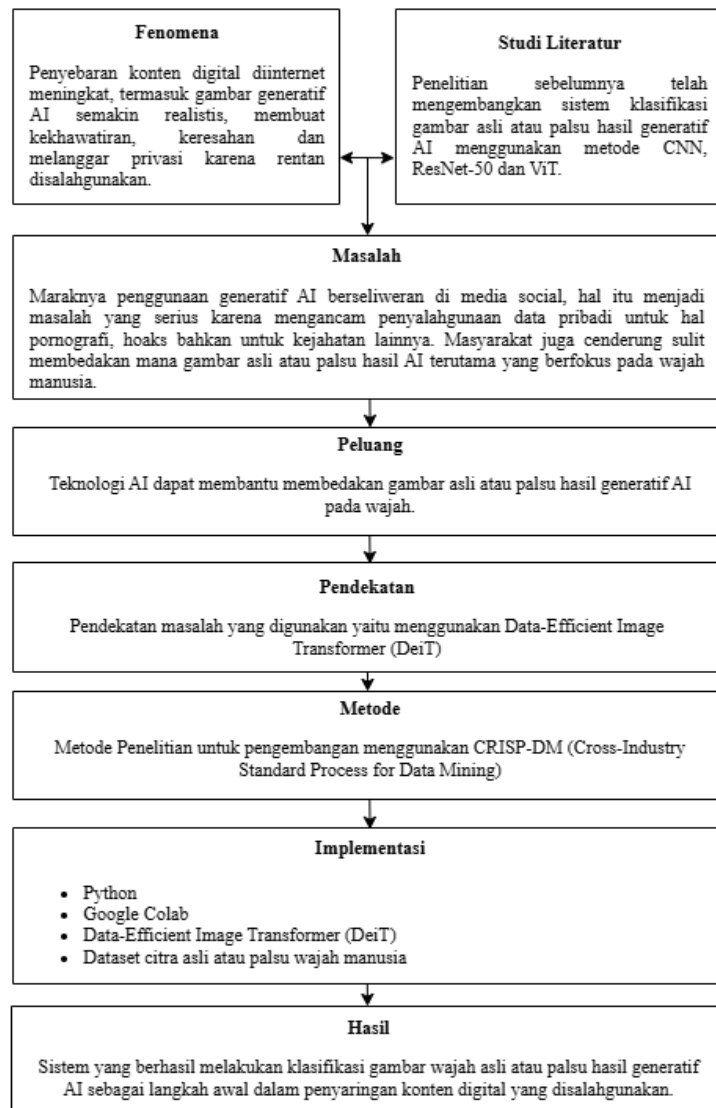 Fenomena
Penyebaran konten digital diinternet
meningkat, termasuk gambar generatif
AI semakin realistis, membuat
kekhawatiran, keresahan dan
melanggar privasi karena rentan
disalahgunakan.
Studi Literatur
Penelitian sebelumnya telah
mengembangkan sistem klasifikasi
gambar asli atau palsu hasil generatif
AI menggunakan metode CNN,
ResNet-50 dan ViT.
Masalah
Maraknya penggunaan generatif AI berseliweran di media social, hal itu menjadi
masalah yang serius karena mengancam penyalahgunaan data pribadi untuk hal
pornografi, hoaks bahkan untuk kejahatan lainnya. Masyarakat juga cenderung sulit
membedakan mana gambar asli atau palsu hasil AI terutama yang berfokus pada wajah
manusia.
Peluang
Teknologi AI dapat membantu membedakan gambar asli atau palsu hasil generatif AI
pada wajah.
Pendekatan
Pendekatan masalah yang digunakan yaitu menggunakan Data-Efficient Image
Transformer (DeiT)
Metode
Metode Penelitian untuk pengembangan menggunakan CRISP-DM (Cross-Industry
Standard Process for Data Mining)
Implementasi
• Python
• Google Colab
• Data-Efficient Image Transformer (DeiT)
• Dataset citra asli atau palsu wajah manusia
Hasil
Sistem yang berhasil melakukan klasifikasi gambar wajah asli atau palsu hasil generatif
AI sebagai langkah awal dalam penyaringan konten digital yang disalahgunakan.